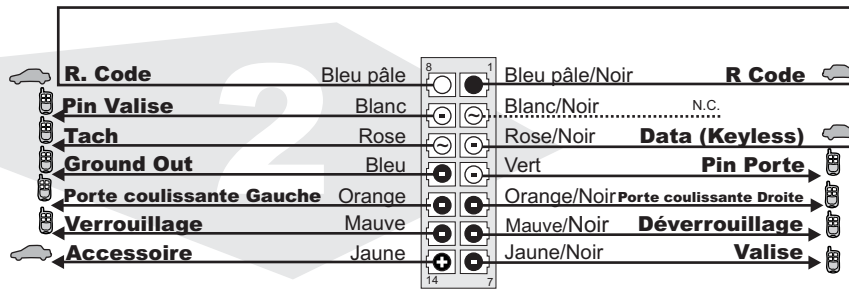 8 1
R. Code Bleu pâle Bleu pâle/Noir R Code
Pin Valise Blanc Blanc/Noir N.C.
Tach Rose Rose/Noir Data (Keyless)
Ground Out Bleu Vert Pin Porte
Porte coulissante Gauche Orange Orange/Noir Porte coulissante Droite
Verrouillage Mauve Mauve/Noir Déverrouillage
Accessoire Jaune Jaune/Noir Valise
14 7
2